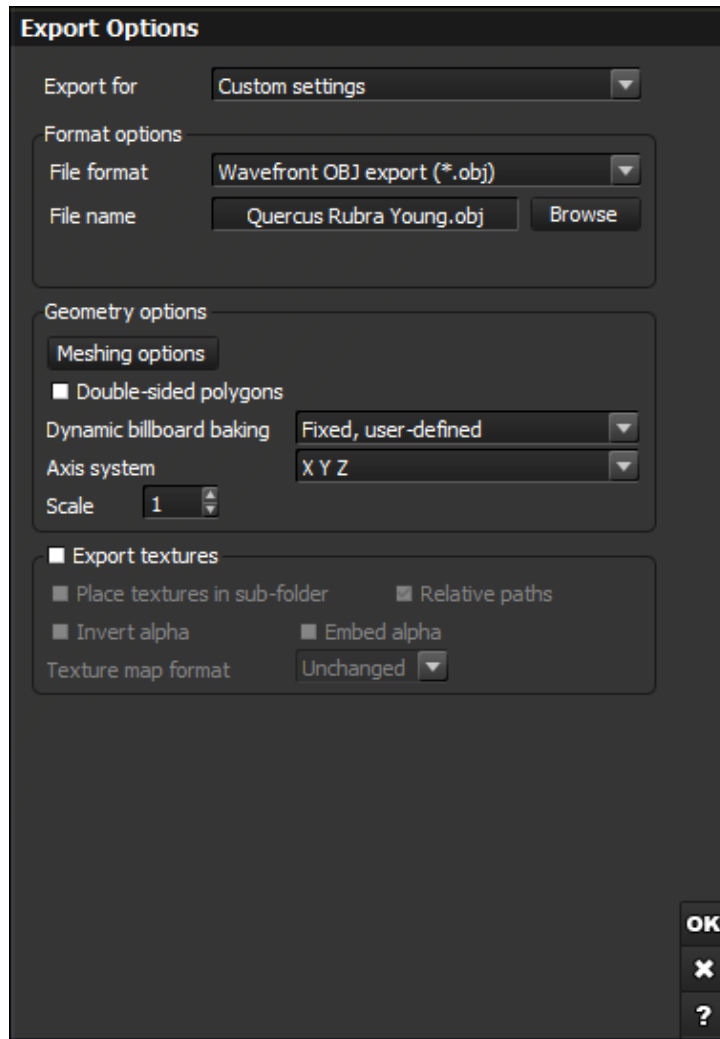 Export Options
Export for Custom settings
Format options
File format Wavefront OBJ export (*.obj)
File name Quercus Rubra Young.obj Browse
Geometry options
Meshing options
Double-sided polygons
Dynamic billboard baking Fixed, user-defined
Axis system X Y Z
Scale 1
Export textures
Place textures in sub-folder Relative paths
Invert alpha Embed alpha
Texture map format Unchanged
OK
?